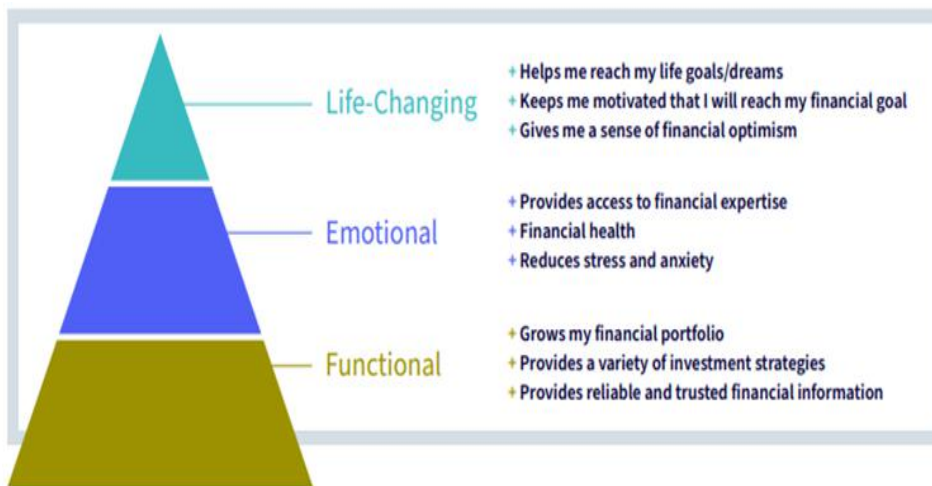 Life-Changing
+ Helps me reach my life goals/dreams
+ Keeps me motivated that I will reach my financial goal
+ Gives me a sense of financial optimism
Emotional
+ Provides access to financial expertise
+ Financial health
+ Reduces stress and anxiety
Functional
+ Grows my financial portfolio
+ Provides a variety of investment strategies
+ Provides reliable and trusted financial information